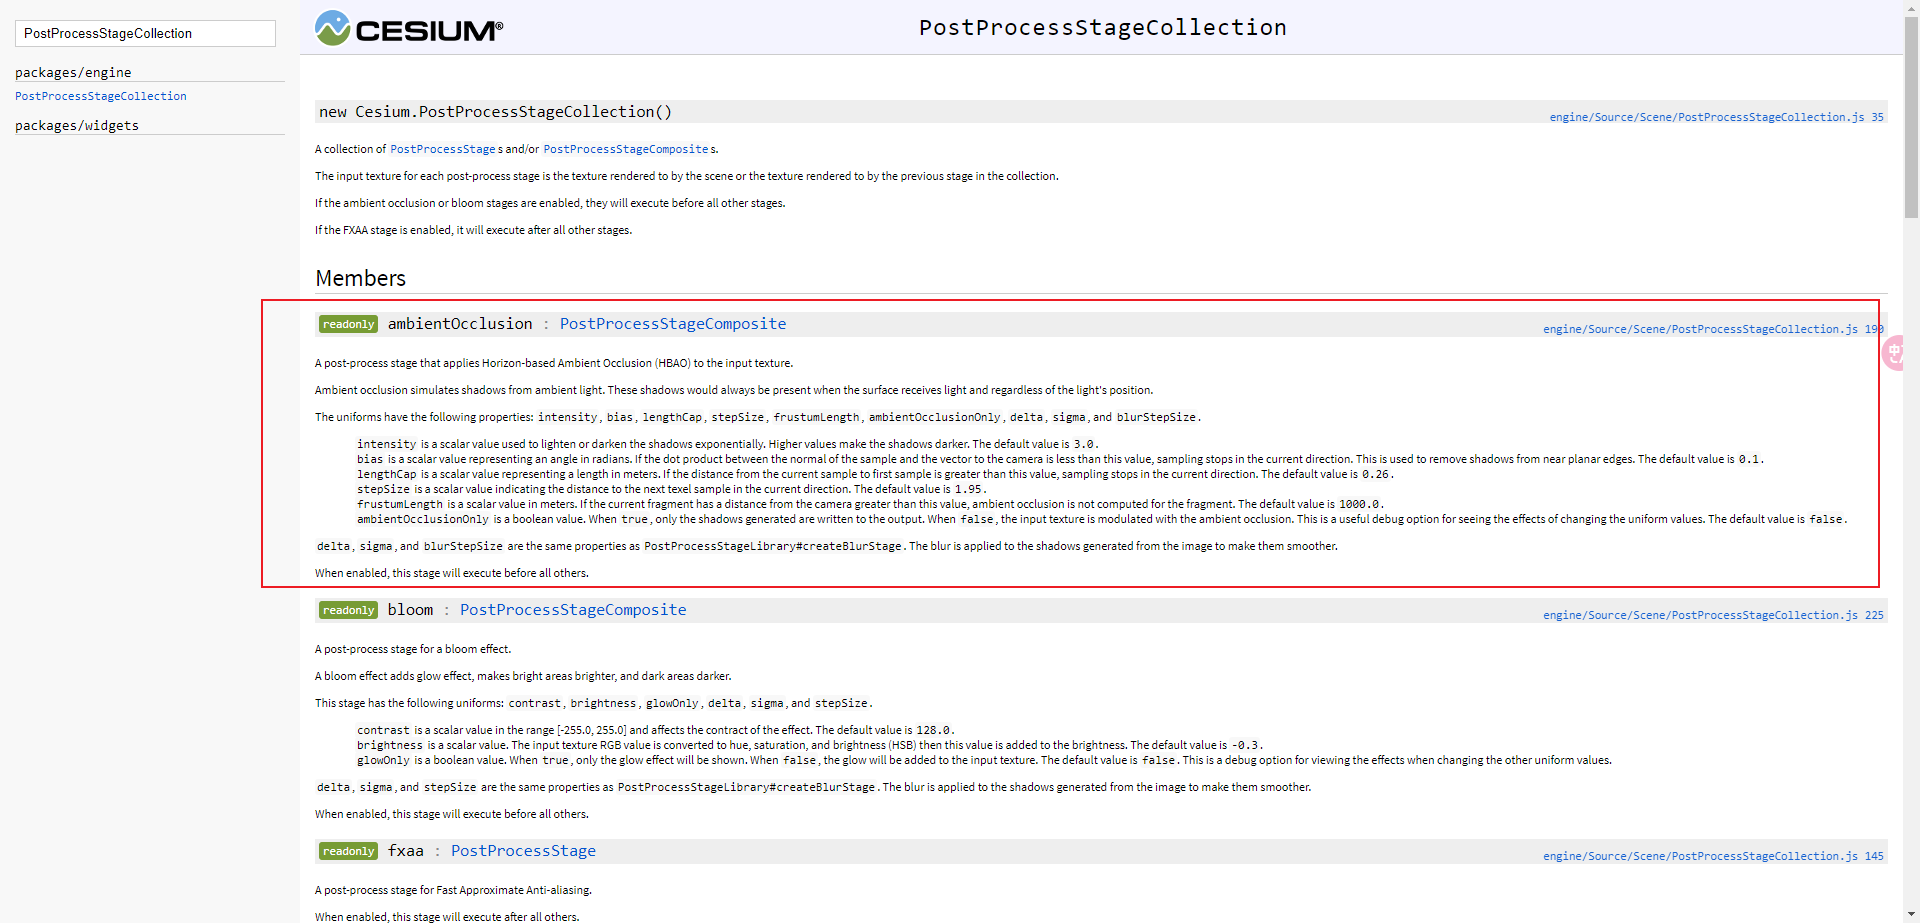 PostProcessStageCollection
packages/engine
PostProcessStageCollection
packages/widgets
CESIUM®
PostProcessStageCollection
new Cesium.PostProcessStageCollection()
engine/Source/Scene/PostProcessStageCollection.js 35
A collection of PostProcessStage s and/or PostProcessStageComposite s.
The input texture for each post-process stage is the texture rendered to by the scene or the texture rendered to by the previous stage in the collection.
If the ambient occlusion or bloom stages are enabled, they will execute before all other stages.
If the FXAA stage is enabled, it will execute after all other stages.
Members
readonly ambientOcclusion : PostProcessStageComposite
engine/Source/Scene/PostProcessStageCollection.js 190
A post-process stage that applies Horizon-based Ambient Occlusion (HBAO) to the input texture.
Ambient occlusion simulates shadows from ambient light. These shadows would always be present when the surface receives light and regardless of the light's position.
The uniforms have the following properties: intensity, bias, lengthCap, stepSize, frustumLength, ambientOcclusionOnly, delta, sigma, and blurStepSize.
intensity is a scalar value used to lighten or darken the shadows exponentially. Higher values make the shadows darker. The default value is 3.0.
bias is a scalar value representing an angle in radians. If the dot product between the normal of the sample and the vector to the camera is less than this value, sampling stops in the current direction. This is used to remove shadows from near planar edges. The default value is 0.1.
lengthCap is a scalar value representing a length in meters. If the distance from the current sample to first sample is greater than this value, sampling stops in the current direction. The default value is 0.26.
stepSize is a scalar value indicating the distance to the next texel sample in the current direction. The default value is 1.95.
frustumLength is a scalar value in meters. If the current fragment has a distance from the camera greater than this value, ambient occlusion is not computed for the fragment. The default value is 1000.0.
ambientOcclusionOnly is a boolean value. When true, only the shadows generated are written to the output. When false, the input texture is modulated with the ambient occlusion. This is a useful debug option for seeing the effects of changing the uniform values. The default value is false.
delta, sigma, and blurStepSize are the same properties as PostProcessStageLibrary#createBlurStage. The blur is applied to the shadows generated from the image to make them smoother.
When enabled, this stage will execute before all others.
readonly bloom : PostProcessStageComposite
engine/Source/Scene/PostProcessStageCollection.js 225
A post-process stage for a bloom effect.
A bloom effect adds glow effect, makes bright areas brighter, and dark areas darker.
This stage has the following uniforms: contrast, brightness, glowOnly, delta, sigma, and stepSize.
contrast is a scalar value in the range [-255.0, 255.0] and affects the contract of the effect. The default value is 128.0.
brightness is a scalar value. The input texture RGB value is converted to hue, saturation, and brightness (HSB) then this value is added to the brightness. The default value is -0.3.
glowOnly is a boolean value. When true, only the glow effect will be shown. When false, the glow will be added to the input texture. The default value is false. This is a debug option for viewing the effects when changing the other uniform values.
delta, sigma, and stepSize are the same properties as PostProcessStageLibrary#createBlurStage. The blur is applied to the shadows generated from the image to make them smoother.
When enabled, this stage will execute before all others.
readonly fxaa : PostProcessStage
engine/Source/Scene/PostProcessStageCollection.js 145
A post-process stage for Fast Approximate Anti-aliasing.
When enabled, this stage will execute after all others.